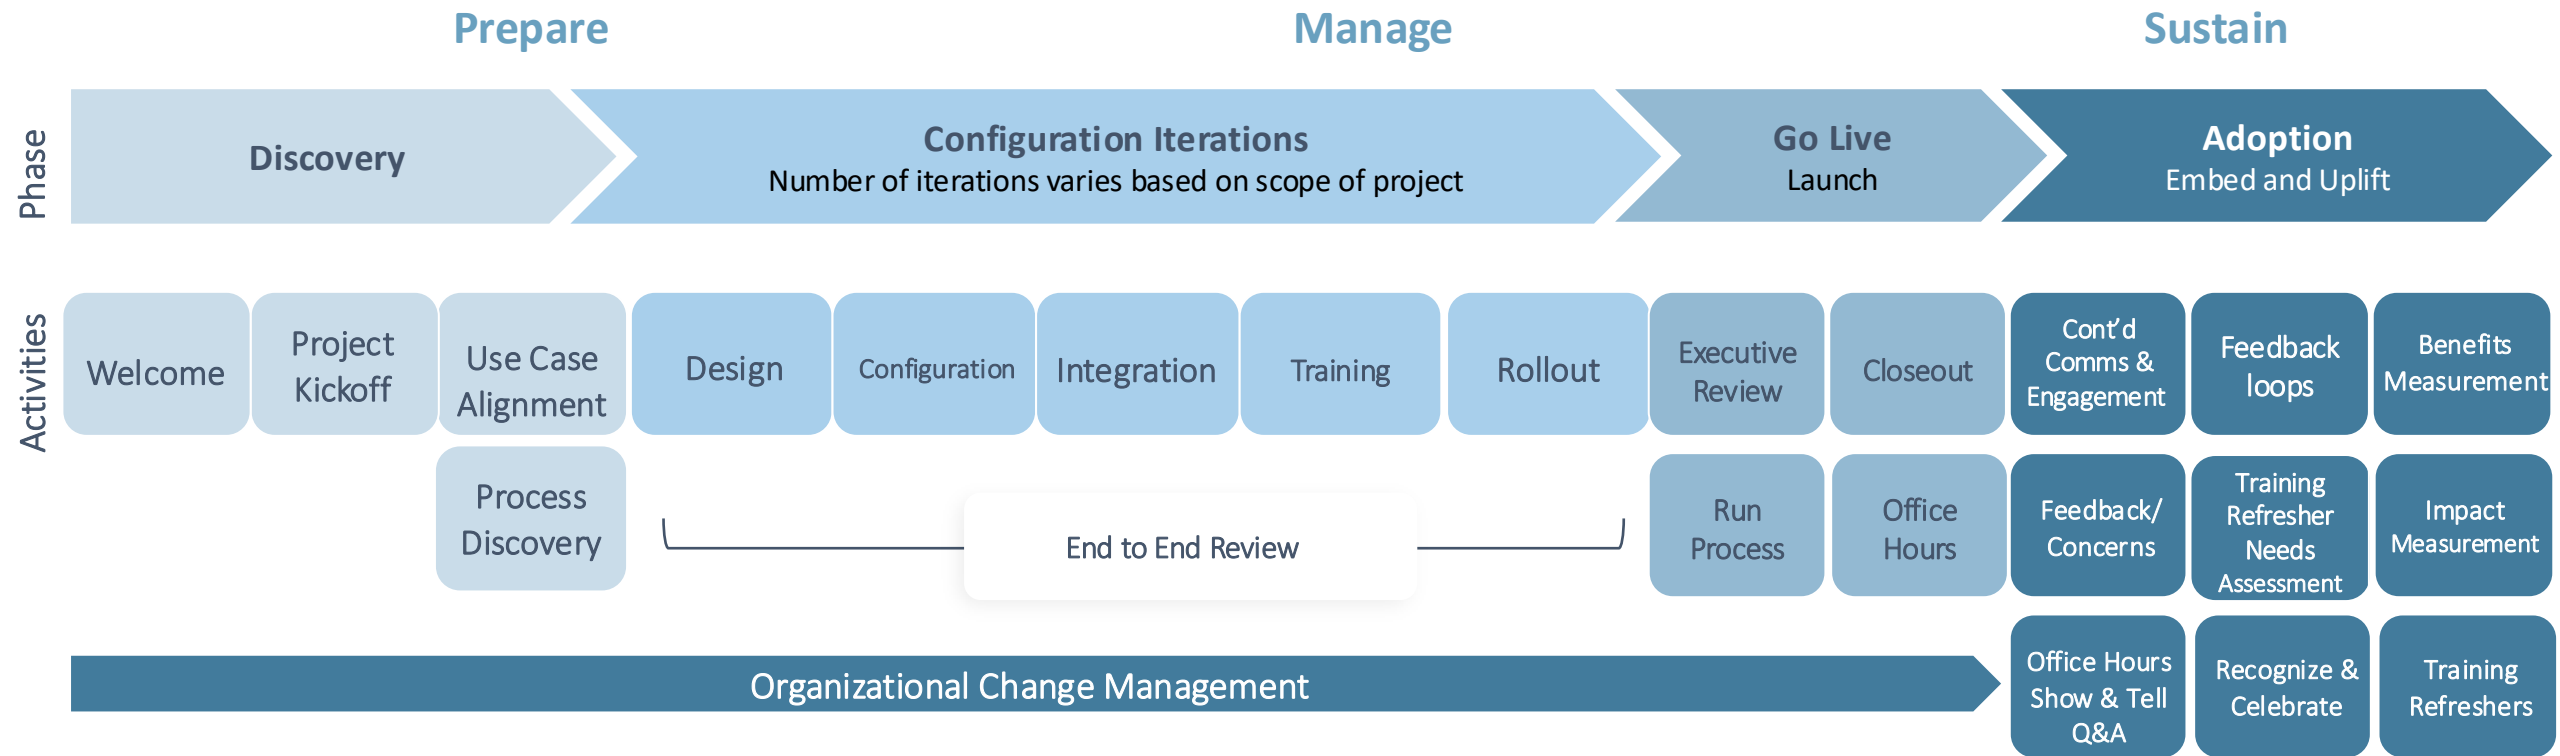 Prepare
Manage
Sustain
Phase
Discovery
Configuration Iterations
Number of iterations varies based on scope of project
Go Live
Launch
Adoption
Embed and Uplift
Activities
Welcome
Project
Kickoff
Use Case
Alignment
Design
Configuration
Integration
Training
Rollout
Executive
Review
Closeout
Cont’d
Comms &
Engagement
Feedback
loops
Benefits
Measurement
Process
Discovery
End to End Review
Run
Process
Office
Hours
Feedback/
Concerns
Training
Refresher
Needs
Assessment
Impact
Measurement
Organizational Change Management
Office Hours
Show & Tell
Q&A
Recognize &
Celebrate
Training
Refreshers